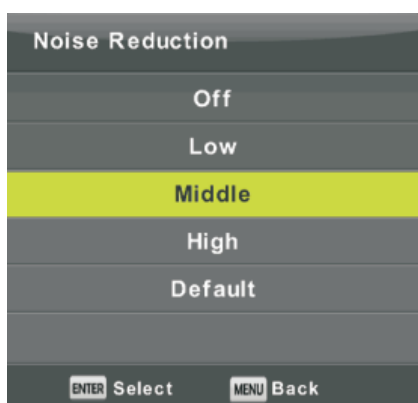 Noise Reduction
Off
Low
Middle
High
Default
ENTER Select MENU Back